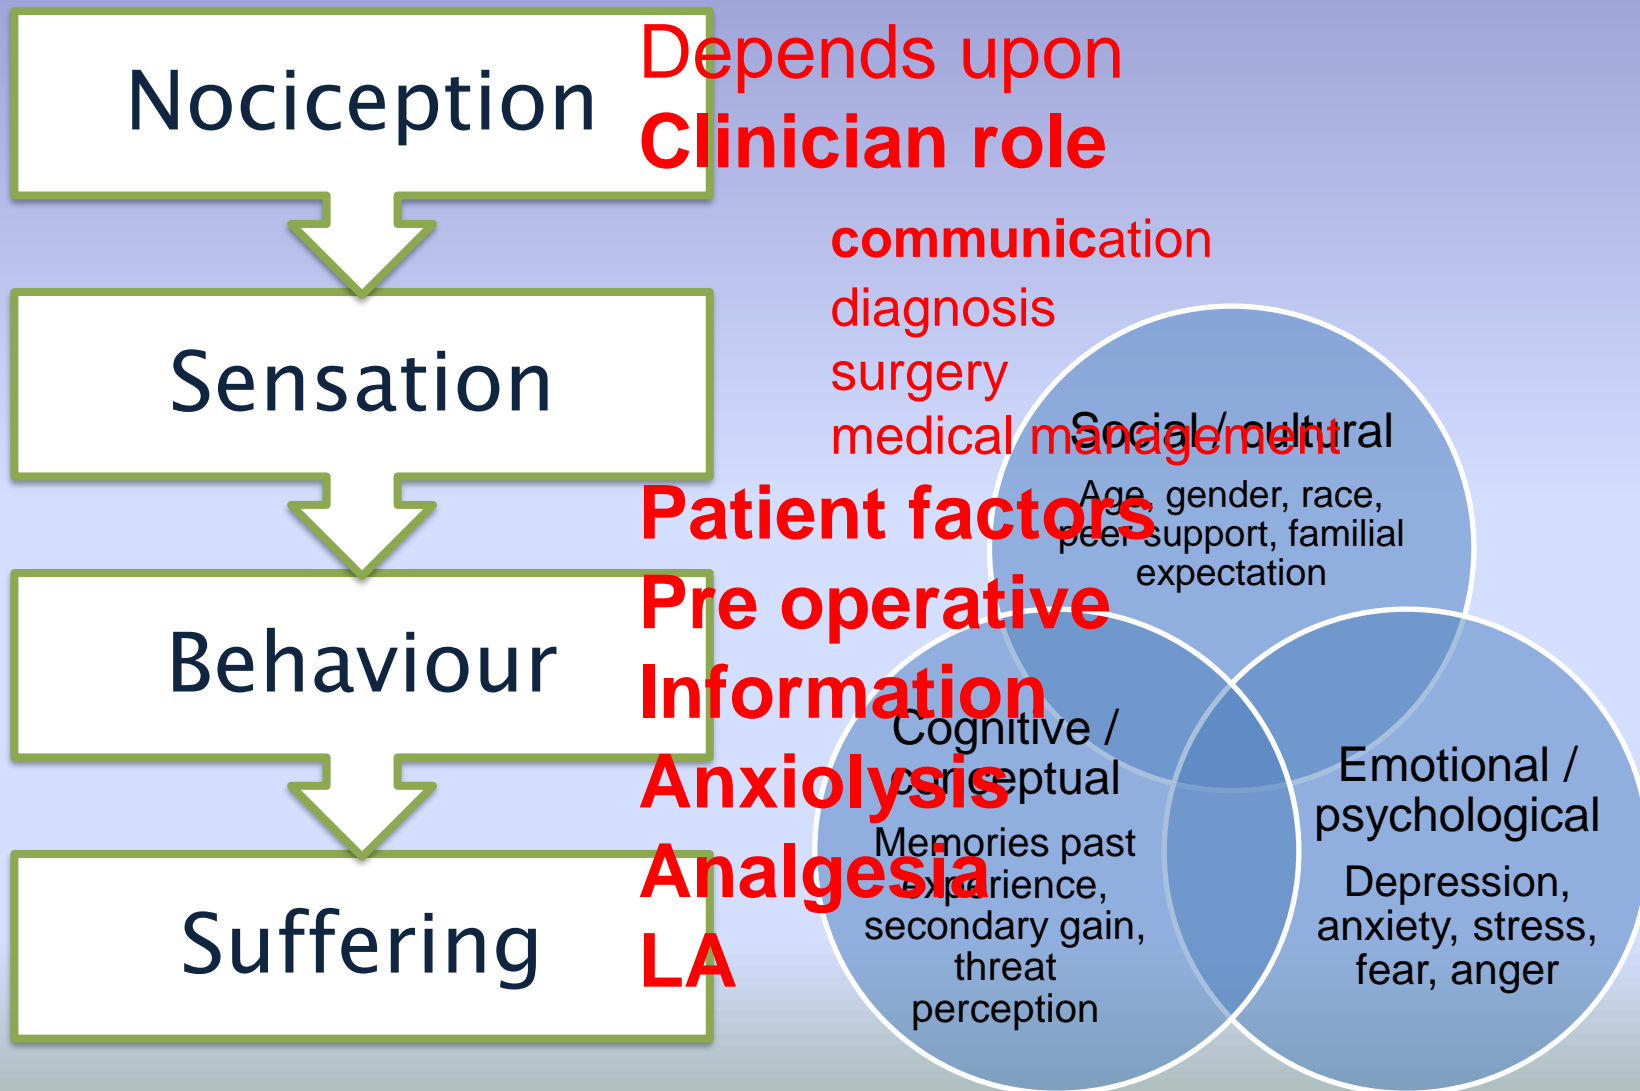 Nociception
Sensation
Behaviour
Suffering
Depends upon
Clinician role
communication
diagnosis
surgery
medical management
Patient factors
Pre operative
Information
Anxiolysis
Analgesia
LA
Social / cultural
Age, gender, race,
peer support, familial
expectation
Cognitive /
conceptual
Memories past
experience,
secondary gain,
threat
perception
Emotional /
psychological
Depression,
anxiety, stress,
fear, anger